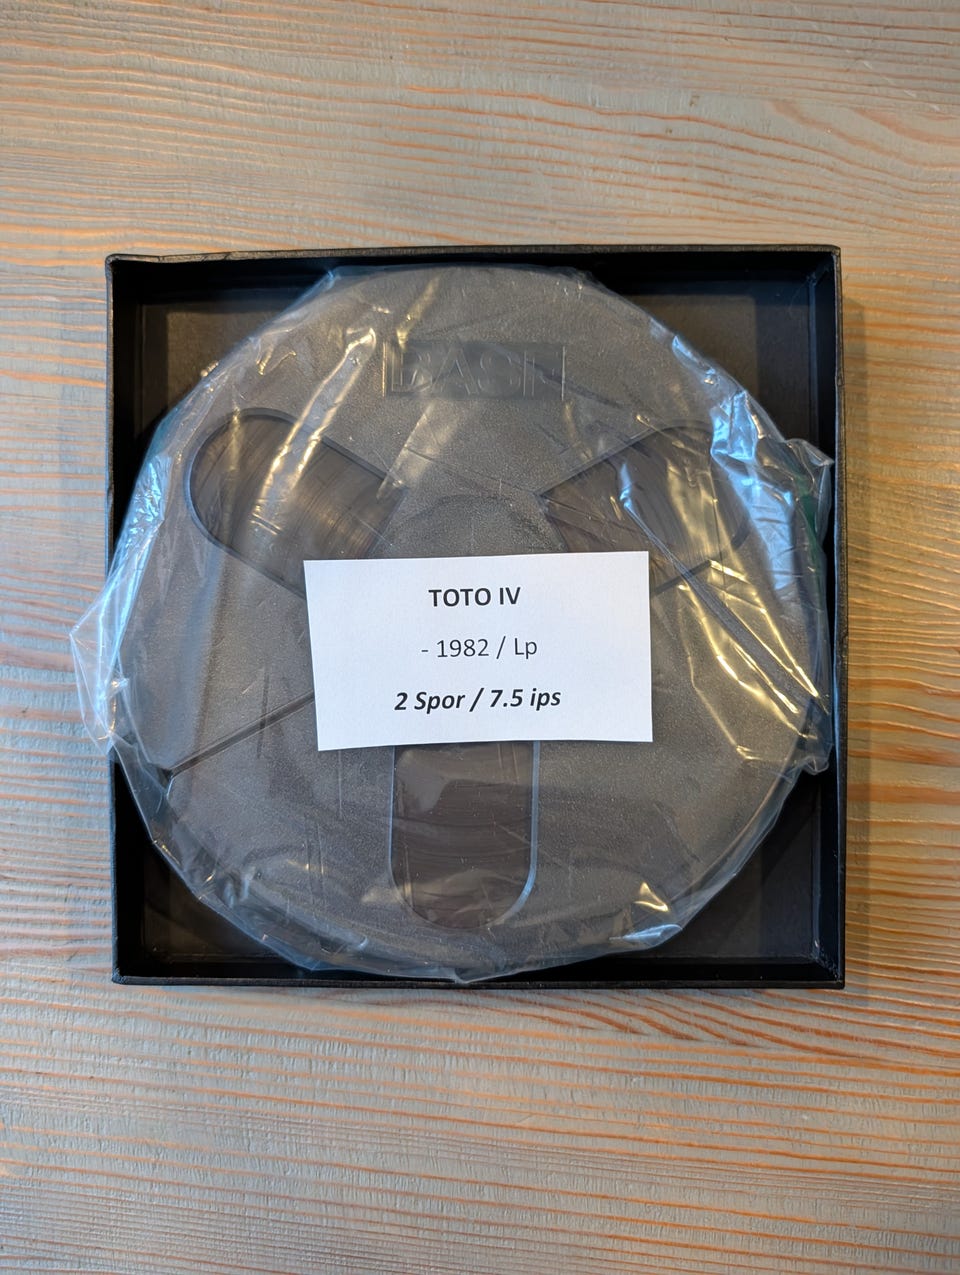 BASF
TOTO IV
- 1982 / Lp
2 Spor / 7.5 ips